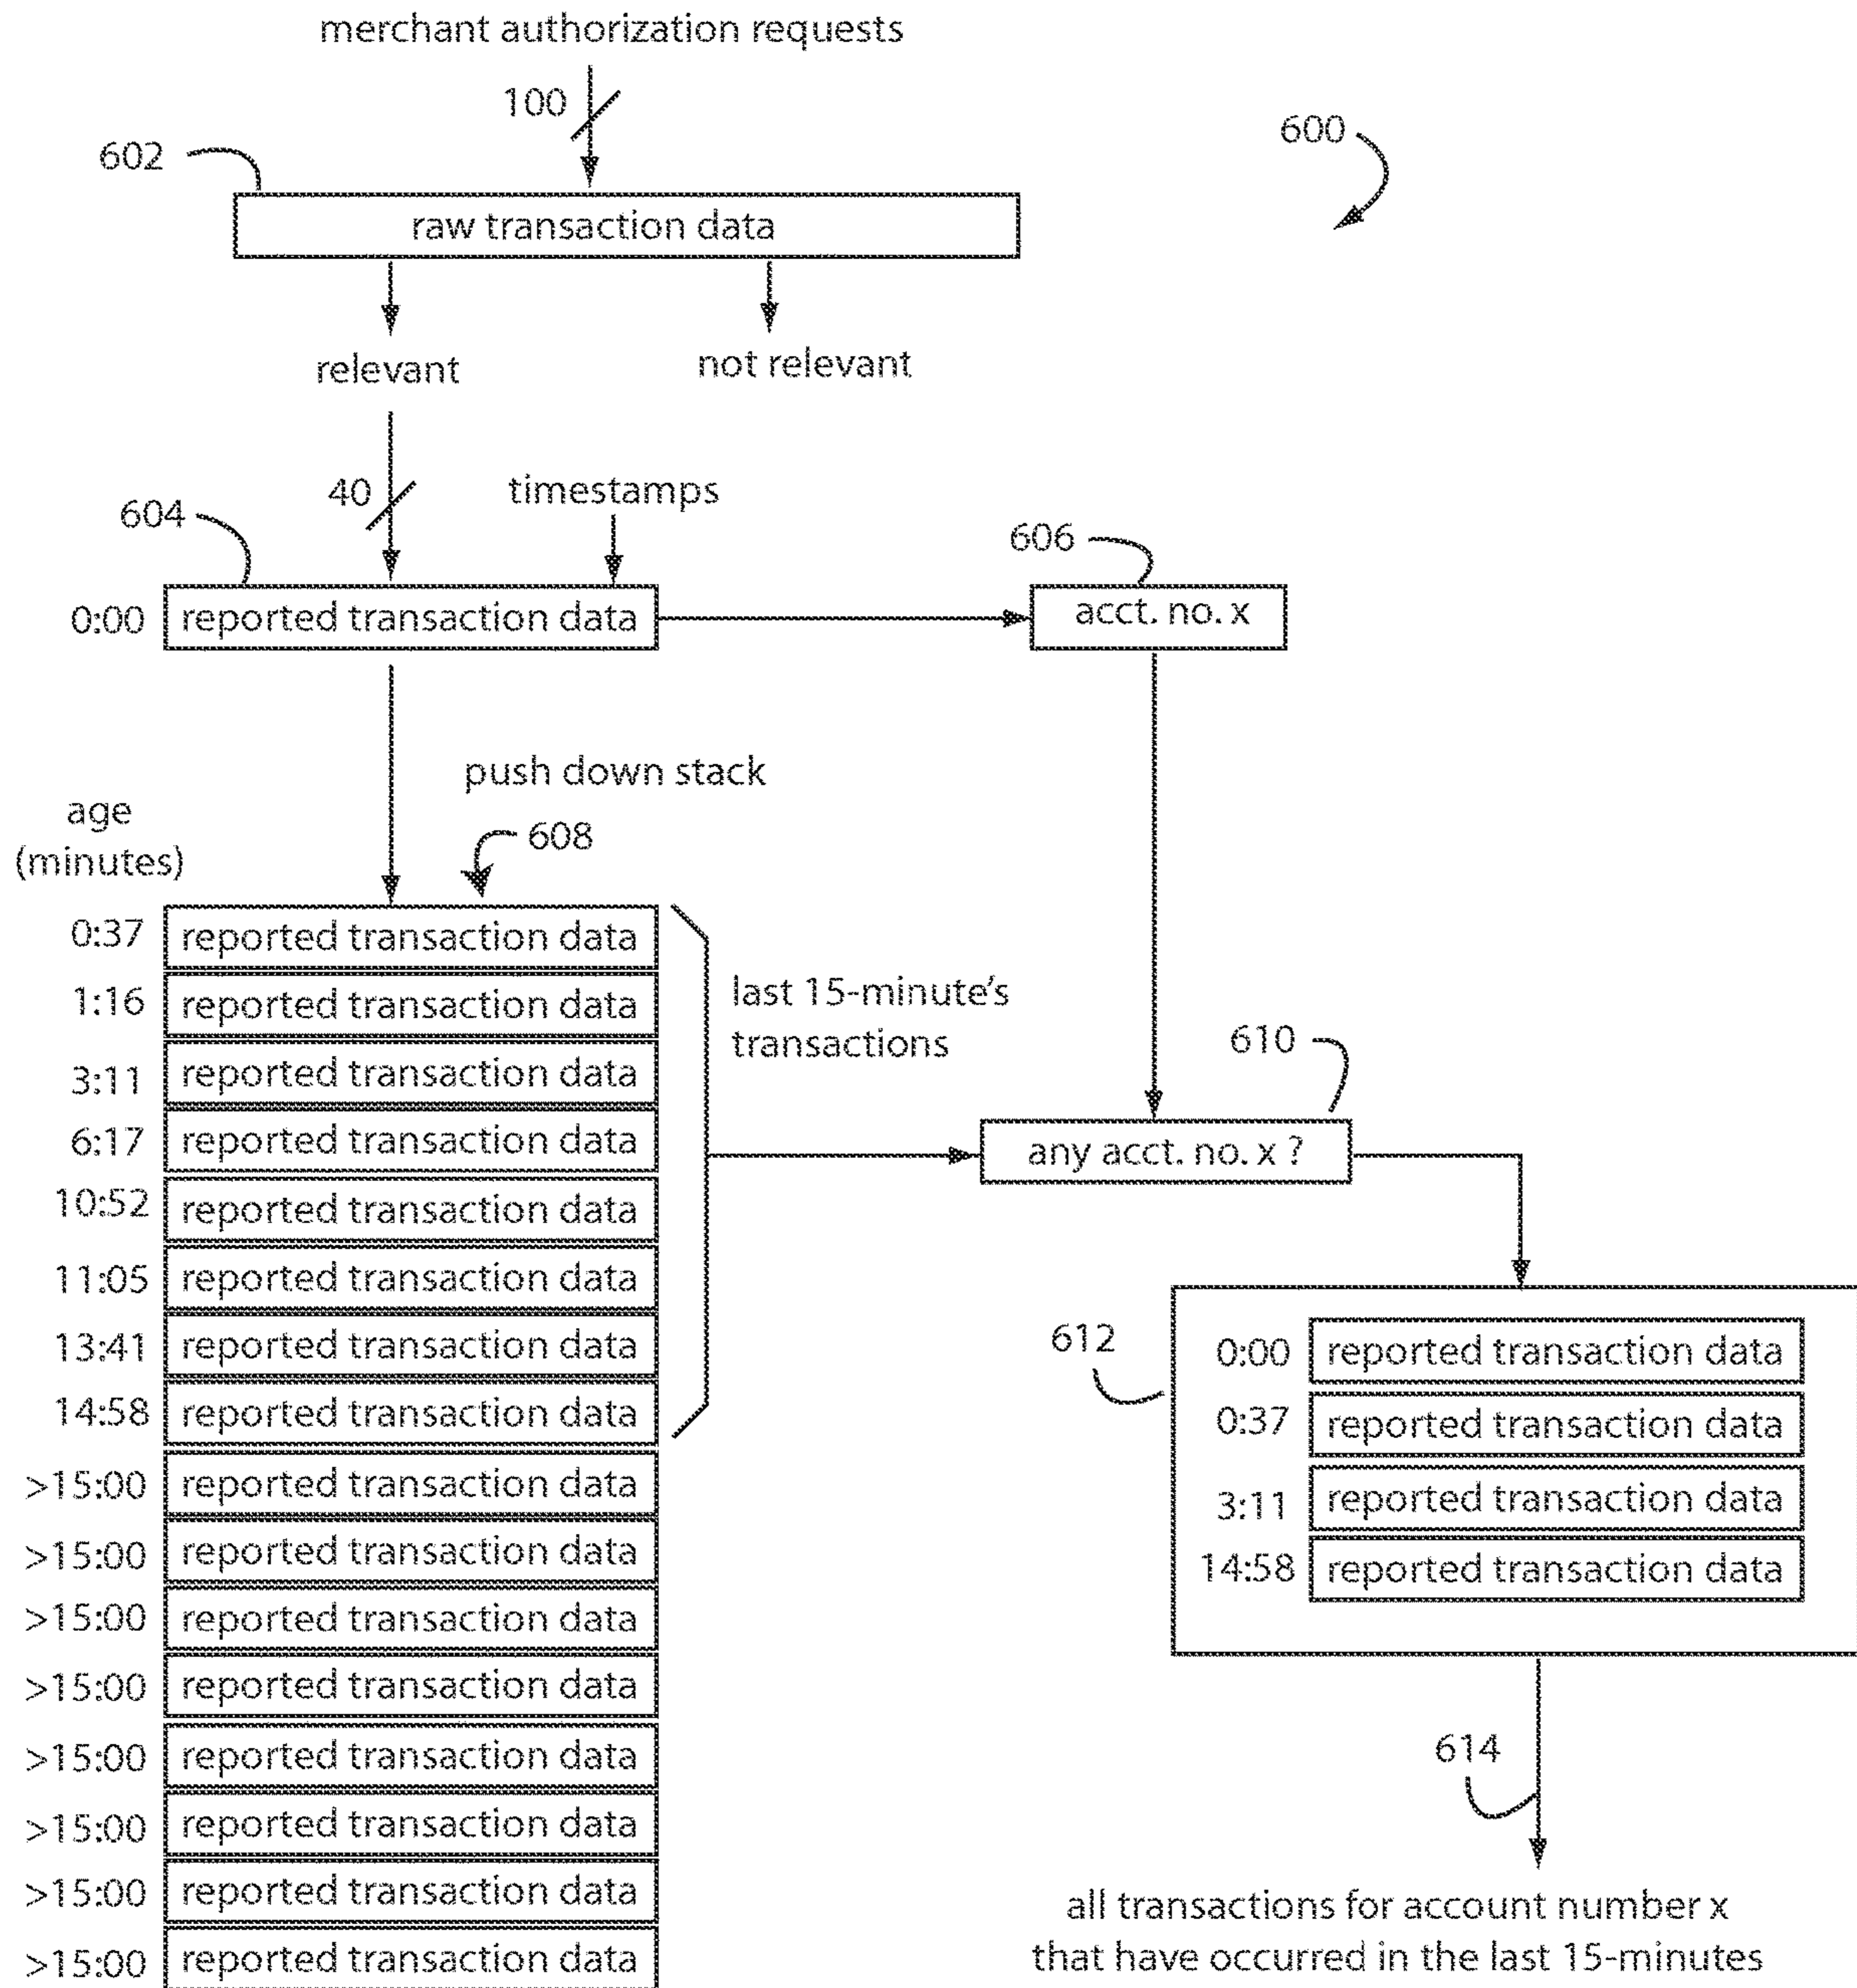 merchant authorization requests
100
600
602
raw transaction data
relevant
not relevant
40
timestamps
604
606
0:00 reported transaction data
acct. no. x
push down stack
age
(minutes)
608
0:37 reported transaction data
1:16 reported transaction data
3:11 reported transaction data
6:17 reported transaction data
10:52 reported transaction data
11:05 reported transaction data
13:41 reported transaction data
14:58 reported transaction data
>15:00 reported transaction data
>15:00 reported transaction data
>15:00 reported transaction data
>15:00 reported transaction data
>15:00 reported transaction data
>15:00 reported transaction data
>15:00 reported transaction data
>15:00 reported transaction data
last 15-minute's
transactions
610
any acct. no. x ?
612
0:00 reported transaction data
0:37 reported transaction data
3:11 reported transaction data
14:58 reported transaction data
614
all transactions for account number x
that have occurred in the last 15-minutes